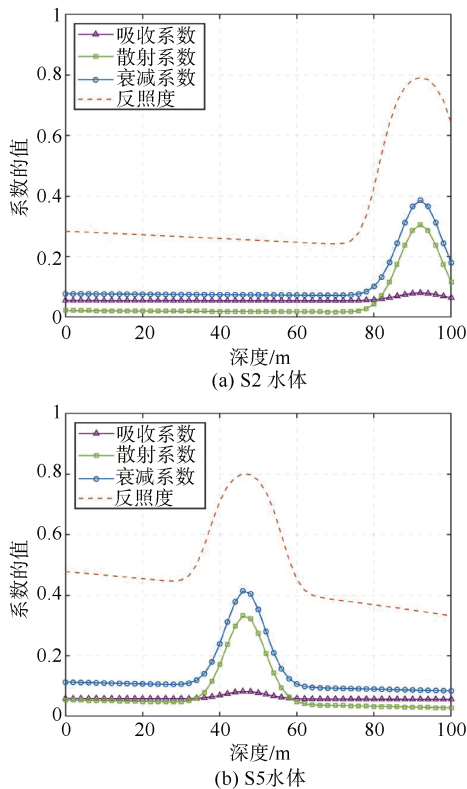 1
0.8
0.6
0.4
0.2
0
系数的值
吸收系数
散射系数
衰减系数
反照度
0 20 40 60 80 100
深度/m
(a) S2 水体
1
0.8
0.6
0.4
0.2
0
系数的值
吸收系数
散射系数
衰减系数
反照度
0 20 40 60 80 100
深度/m
(b) S5水体